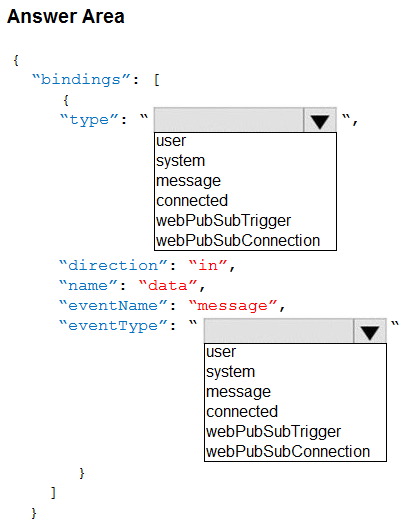 Answer Area
{
“bindings”: [
{
“type”: “ “,
user
system
message
connected
webPubSubTrigger
webPubSubConnection
“direction”: “in”,
“name”: “data”,
“eventName”: “message”,
“eventType”: “ “
user
system
message
connected
webPubSubTrigger
webPubSubConnection
}
]
}